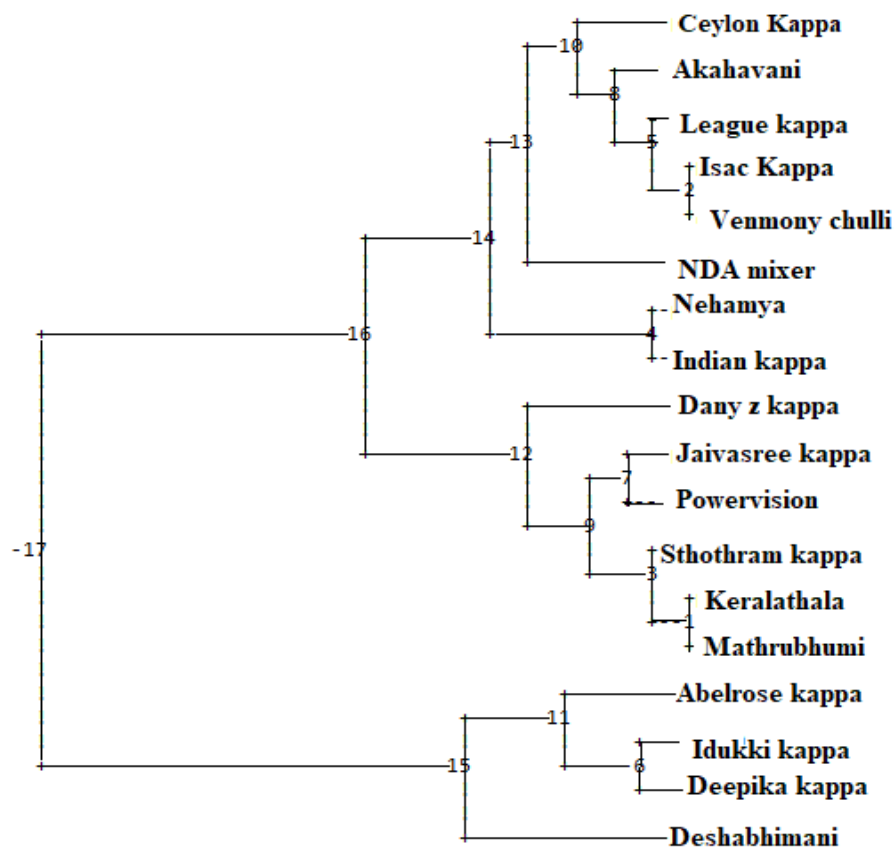 Ceylon Kappa
10
Akahavani
8
League kappa
13
5
Isac Kappa
2
Venmony chulli
14
NDA mixer
Nehamya
16
4
Indian kappa
Dany z kappa
12
Jaivasree kappa
7
Powervision
9
-17
Sthothram kappa
3
Keralathala
1
Mathrubhumi
Abelrose kappa
11
Idukki kappa
15
6
Deepika kappa
Deshabhimani